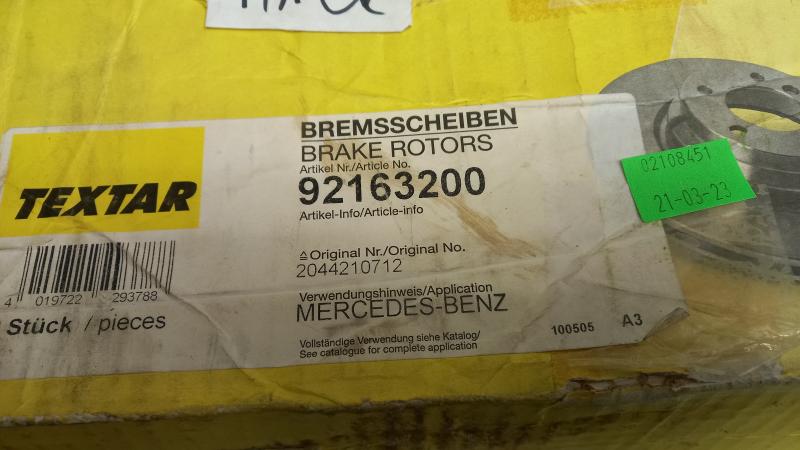 BREMSSCHEIBEN
BRAKE ROTORS
Artikel Nr./Article No.
92163200
Artikel-Info/Article-info
TEXTAR
Original Nr./Original No.
2044210712
Verwendungshinweis/Application
MERCEDES-BENZ
Vollständige Verwendung siehe Katalog/
See catalogue for complete application
100505 A3
4 019722 293788
Stück / pieces
02108451
21-03-23